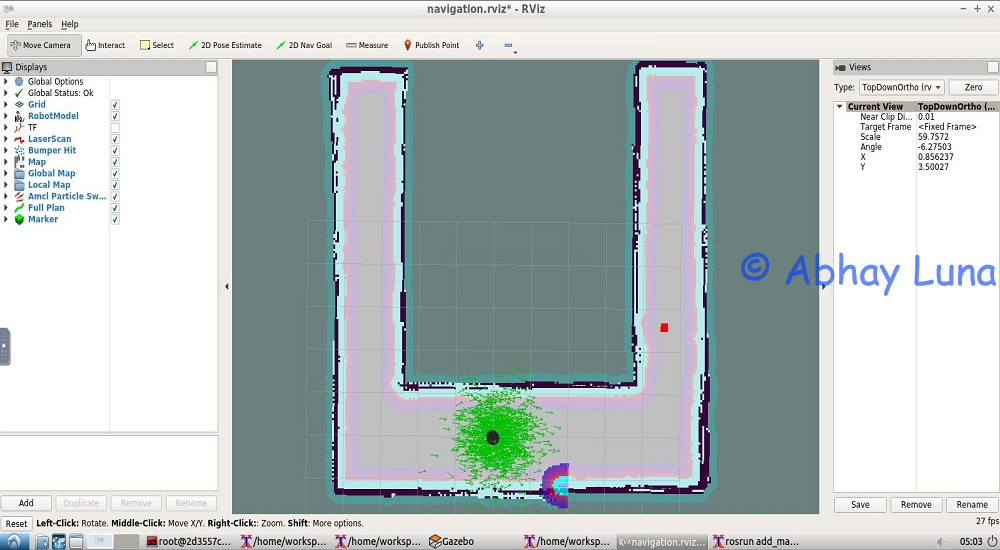 navigation.rviz* - RViz
File Panels Help
Move Camera Interact Select 2D Pose Estimate 2D Nav Goal Measure Publish Point
Displays
Global Options
Global Status: Ok
Grid
RobotModel
TF
LaserScan
Bumper Hit
Map
Global Map
Local Map
Amcl Particle Sw...
Full Plan
Marker
Add Duplicate Remove Rename
Views
Type: TopDownOrtho (rv Zero
Current View TopDownOrtho (...
Near Clip Di... 0.01
Target Frame <Fixed Frame>
Scale 59.7572
Angle -6.27503
X 0.856237
Y 3.50027
© Abhay Luna
Save Remove Rename
Reset Left-Click: Rotate. Middle-Click: Move X/Y. Right-Click:: Zoom. Shift: More options. 27 fps
root@2d3557c... /home/worksp... /home/worksp... Gazebo /home/worksp... navigation.rviz... rosrun add_ma... 05:03